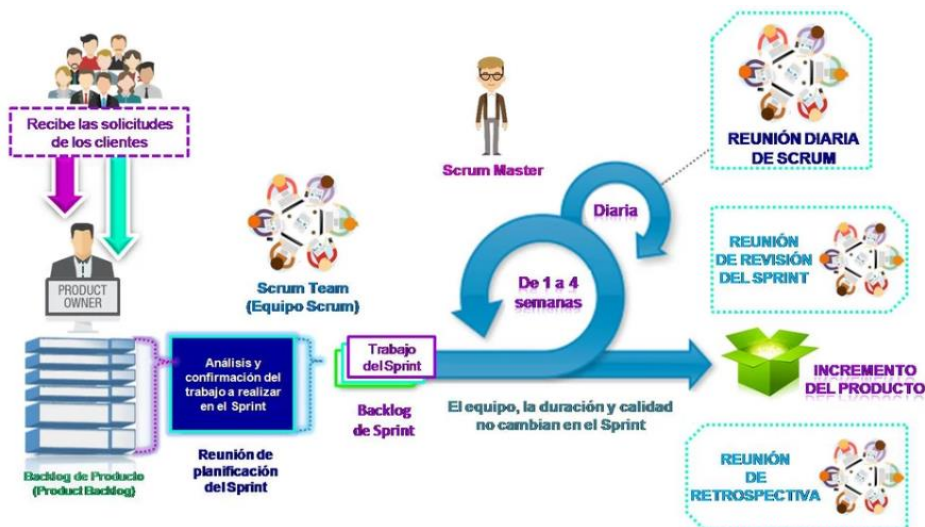 Recibe las solicitudes
de los clientes
PRODUCT
OWNER
Backlog de Producto
(Product Backlog)
Análisis y
confirmación del
trabajo a realizar
en el Sprint
Reunión de
planificación
del Sprint
Scrum Team
(Equipo Scrum)
Trabajo
del Sprint
Backlog
de Sprint
Scrum Master
Diaria
De 1 a 4
semanas
El equipo, la duración y calidad
no cambian en el Sprint
REUNIÓN DIARIA
DE SCRUM
REUNIÓN
DE REVISIÓN
DEL SPRINT
INCREMENTO
DEL PRODUCTO
REUNIÓN
DE
RETROSPECTIVA